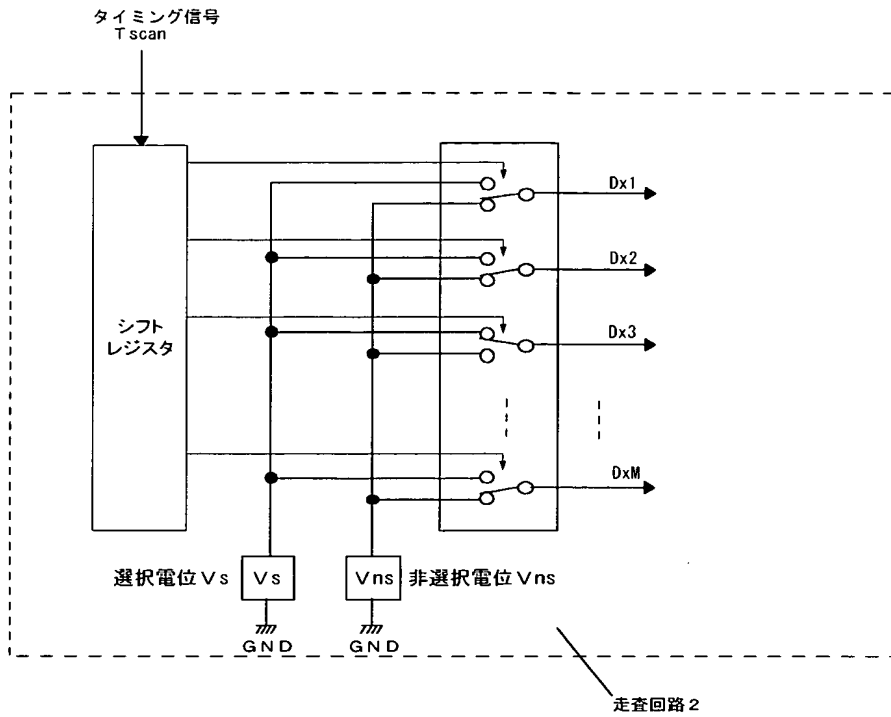 タイミング信号
Tscan
シフト
レジスタ
Dx1
Dx2
Dx3
DxM
選択電位Vs
Vs
Vns
非選択電位Vns
GND
GND
走査回路2